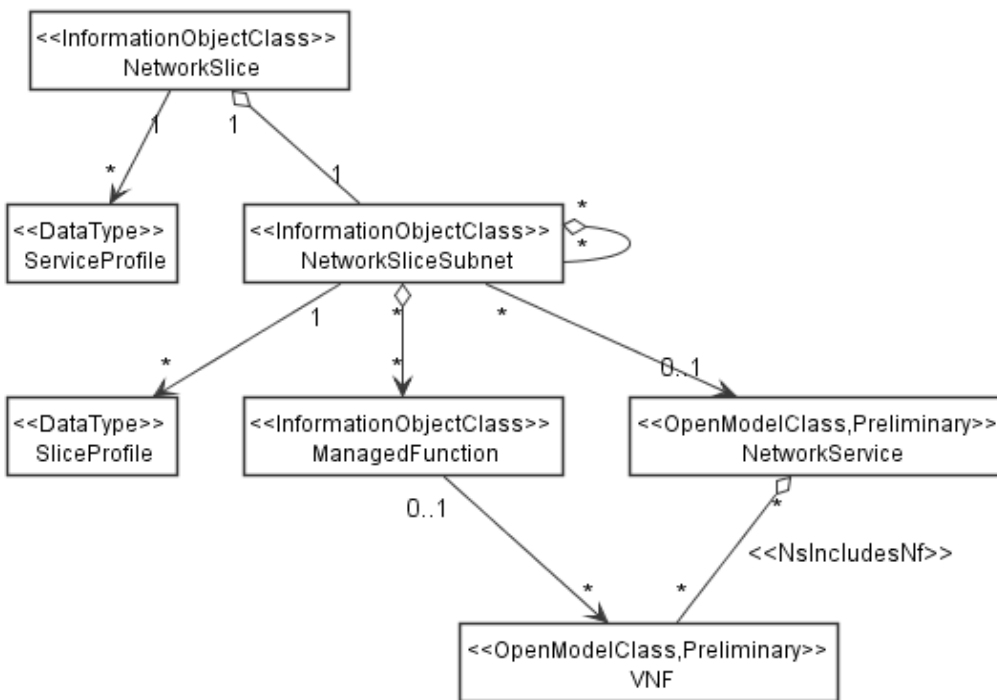 <<InformationObjectClass>>
NetworkSlice
1
1
*
1
<<DataType>>
ServiceProfile
<<InformationObjectClass>>
NetworkSliceSubnet
*
*
1
*
*
*
*
0..1
<<DataType>>
SliceProfile
<<InformationObjectClass>>
ManagedFunction
<<OpenModelClass,Preliminary>>
NetworkService
0..1
*
<<NsIncludesNf>>
*
*
<<OpenModelClass,Preliminary>>
VNF